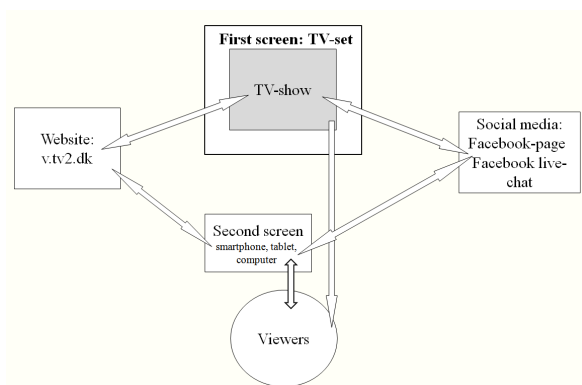 First screen: TV-set
TV-show
Website:
v.tv2.dk
Social media:
Facebook-page
Facebook live-
chat
Second screen
smartphone, tablet,
computer
Viewers